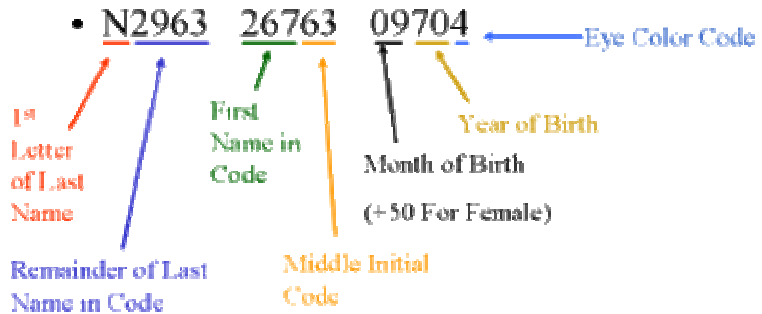 • N2963 26763 09704
Eye Color Code
1st
Letter
of Last
Name
First
Name in
Code
Year of Birth
Month of Birth
(+50 For Female)
Remainder of Last
Name in Code
Middle Initial
Code